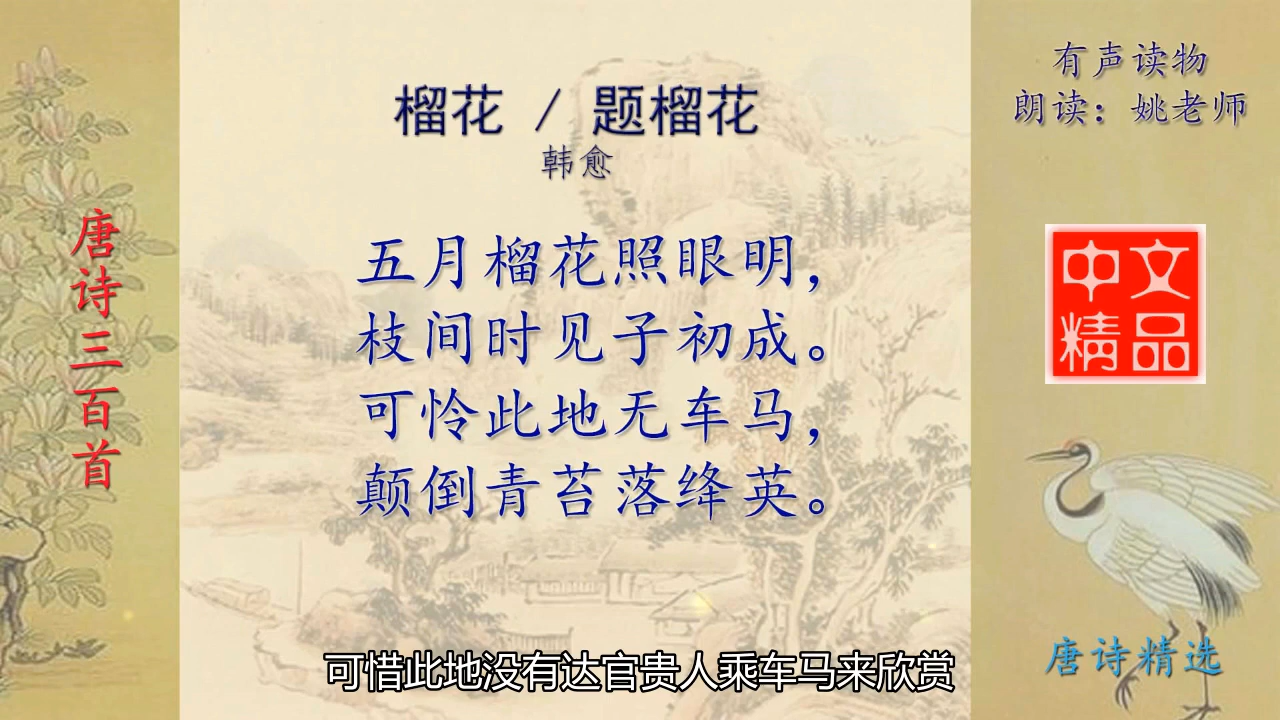 榴花 / 题榴花
韩愈
五月榴花照眼明，
枝间时见子初成。
可怜此地无车马，
颠倒青苔落绛英。
唐诗三百首
有声读物
朗读：姚老师
中文
精品
唐诗精选
可惜此地没有达官贵人乘车马来欣赏